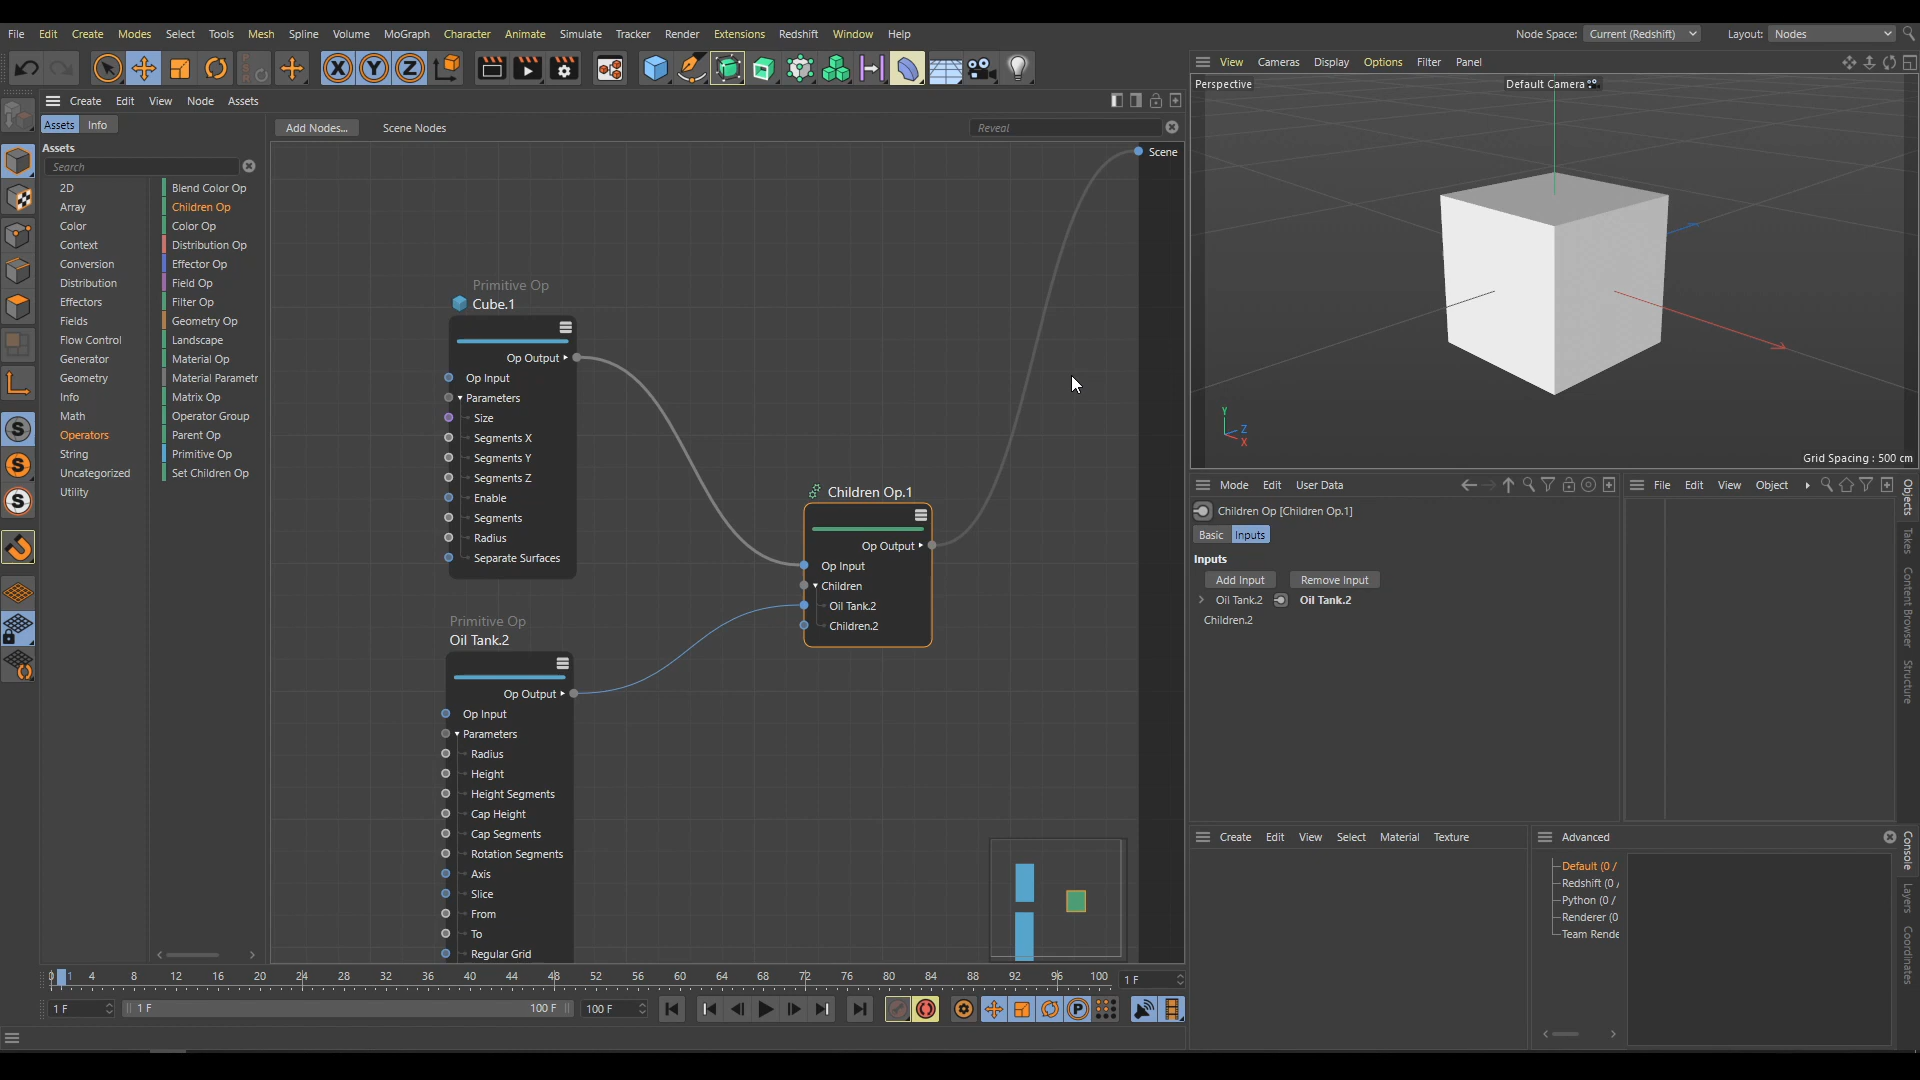 File Edit Create Modes Select Tools Mesh Spline Volume MoGraph Character Animate Simulate Tracker Render Extensions Redshift Window Help Node Space: Current (Redshift) Layout: Nodes
PSR
X Y Z
View Cameras Display Options Filter Panel
Create Edit View Node Assets
Perspective
Default Camera
Assets Info
Add Nodes... Scene Nodes Reveal
Assets
Search
2D
Array
Color
Context
Conversion
Distribution
Effectors
Fields
Flow Control
Generator
Geometry
Info
Math
Operators
String
Uncategorized
Utility
Blend Color Op
Children Op
Color Op
Distribution Op
Effector Op
Field Op
Filter Op
Geometry Op
Landscape
Material Op
Material Parametr
Matrix Op
Operator Group
Parent Op
Primitive Op
Set Children Op
S
S
S
Scene
Primitive Op
Cube.1
Op Output
Op Input
Parameters
Size
Segments X
Segments Y
Segments Z
Enable
Segments
Radius
Separate Surfaces
Primitive Op
Oil Tank.2
Op Output
Op Input
Parameters
Radius
Height
Height Segments
Cap Height
Cap Segments
Rotation Segments
Axis
Slice
From
To
Regular Grid
Children Op.1
Op Output
Op Input
Children
Oil Tank.2
Children.2
Y
Z
X
Grid Spacing : 500 cm
Mode Edit User Data
Children Op [Children Op.1]
Basic Inputs
Inputs
Add Input Remove Input
Oil Tank.2 Oil Tank.2
Children.2
File Edit View Object
Objects
Takes
Content Browser
Structure
Create Edit View Select Material Texture
Advanced
Default (0 /
Redshift (0 /
Python (0 /
Renderer (0
Team Rende
Console
Layers
Coordinates
0 1 4 8 12 16 20 24 28 32 36 40 44 48 52 56 60 64 68 72 76 80 84 88 92 96 100 1 F
1 F 1 F 100 F 100 F
P